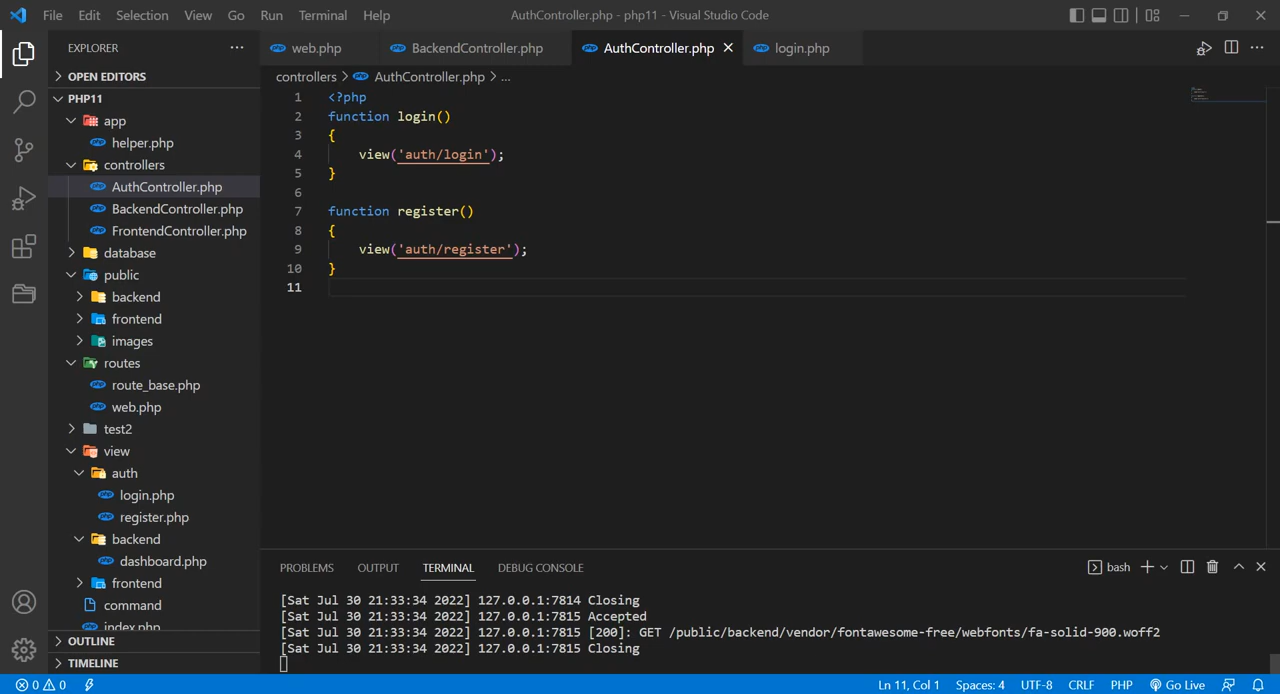 File Edit Selection View Go Run Terminal Help AuthController.php - php11 - Visual Studio Code
EXPLORER
OPEN EDITORS
PHP11
app
helper.php
controllers
AuthController.php
BackendController.php
FrontendController.php
database
public
backend
frontend
images
routes
route_base.php
web.php
test2
view
auth
login.php
register.php
backend
dashboard.php
frontend
command
index.php
OUTLINE
TIMELINE
web.php BackendController.php AuthController.php login.php
controllers > AuthController.php > ...
1 <?php
2 function login()
3 {
4 view('auth/login');
5 }
6
7 function register()
8 {
9 view('auth/register');
10 }
11
PROBLEMS OUTPUT TERMINAL DEBUG CONSOLE bash
[Sat Jul 30 21:33:34 2022] 127.0.0.1:7814 Closing
[Sat Jul 30 21:33:34 2022] 127.0.0.1:7815 Accepted
[Sat Jul 30 21:33:34 2022] 127.0.0.1:7815 [200]: GET /public/backend/vendor/fontawesome-free/webfonts/fa-solid-900.woff2
[Sat Jul 30 21:33:34 2022] 127.0.0.1:7815 Closing
0 0 Ln 11, Col 1 Spaces: 4 UTF-8 CRLF PHP Go Live